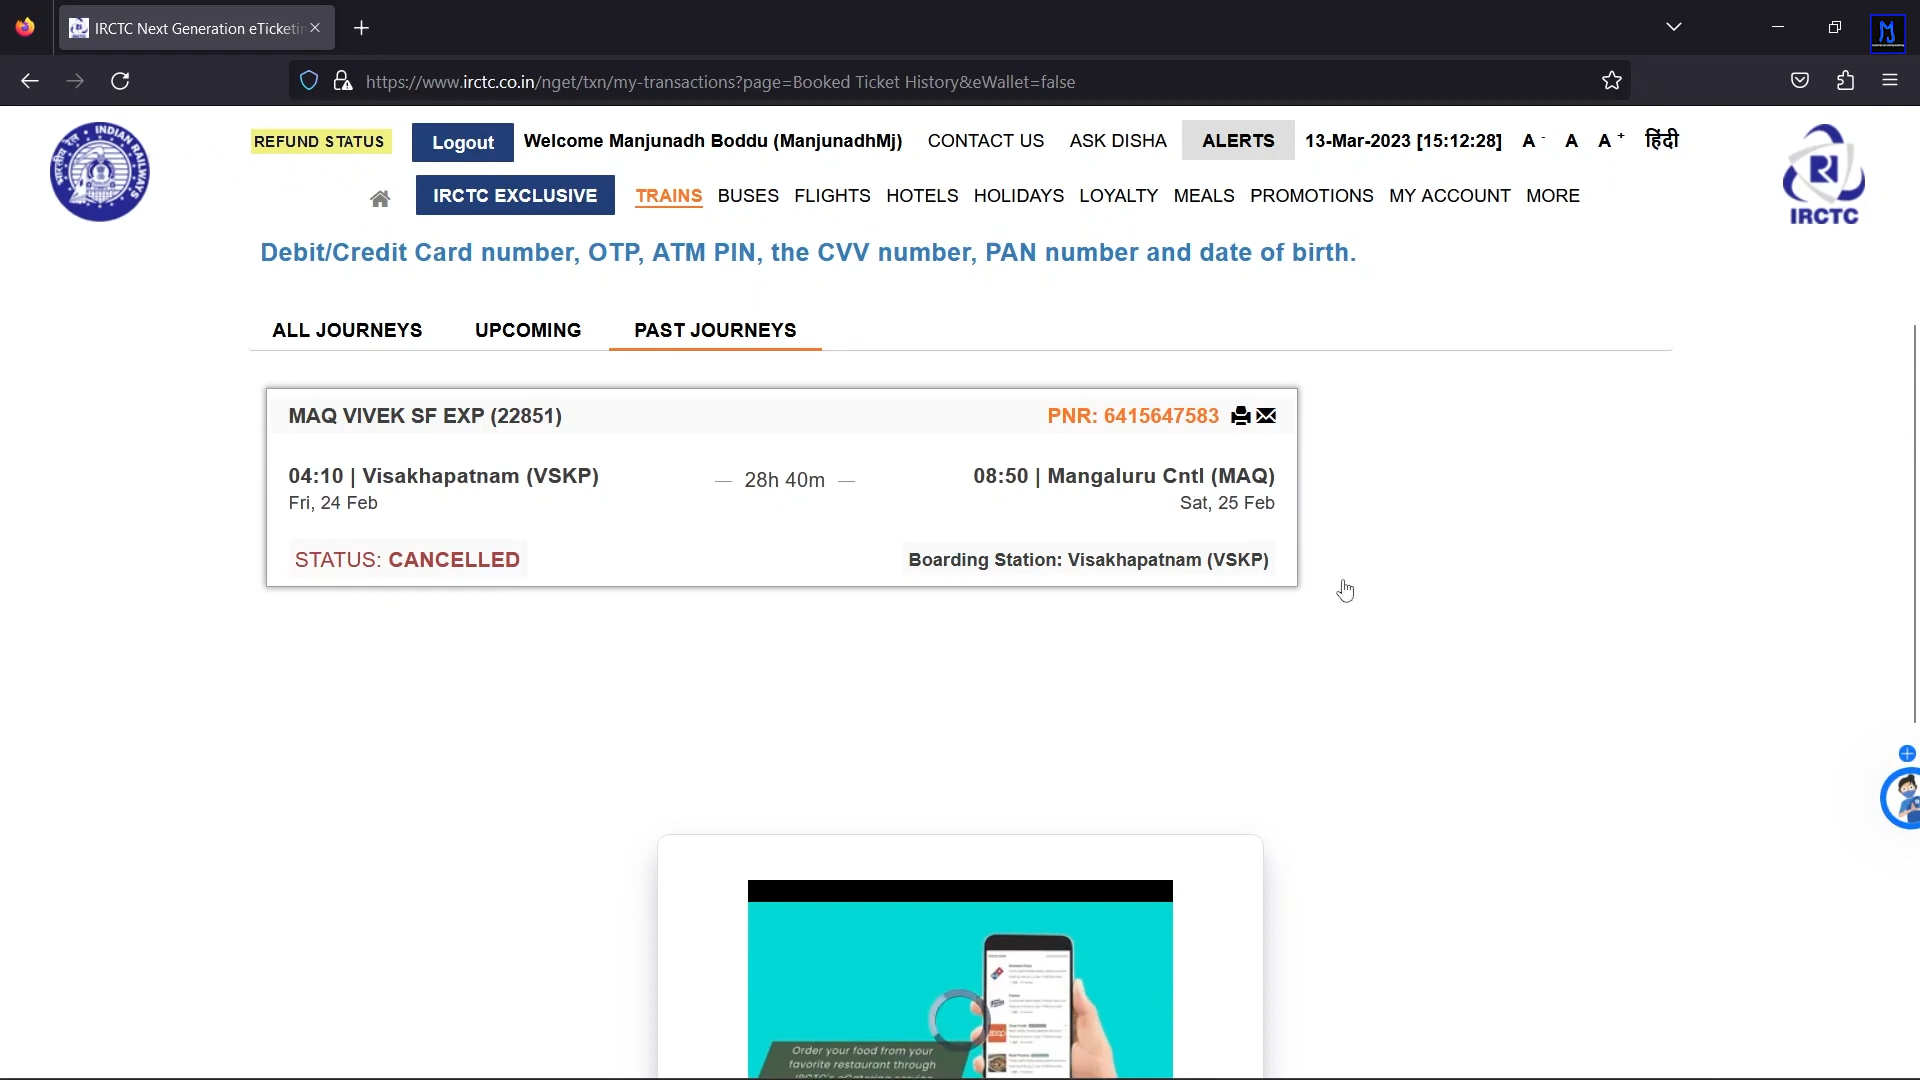 IRCTC Next Generation eTicketin
https://www.irctc.co.in/nget/txn/my-transactions?page=Booked Ticket History&eWallet=false
REFUND STATUS Logout Welcome Manjunadh Boddu (ManjunadhMj) CONTACT US ASK DISHA ALERTS 13-Mar-2023 [15:12:28] A- A A+ हिंदी
IRCTC EXCLUSIVE TRAINS BUSES FLIGHTS HOTELS HOLIDAYS LOYALTY MEALS PROMOTIONS MY ACCOUNT MORE
IRCTC
Debit/Credit Card number, OTP, ATM PIN, the CVV number, PAN number and date of birth.
ALL JOURNEYS UPCOMING PAST JOURNEYS
MAQ VIVEK SF EXP (22851) PNR: 6415647583
04:10 | Visakhapatnam (VSKP) — 28h 40m — 08:50 | Mangaluru Cntl (MAQ)
Fri, 24 Feb Sat, 25 Feb
STATUS: CANCELLED Boarding Station: Visakhapatnam (VSKP)
Order your food from your
favorite restaurant through
IRCTC's eCatering service